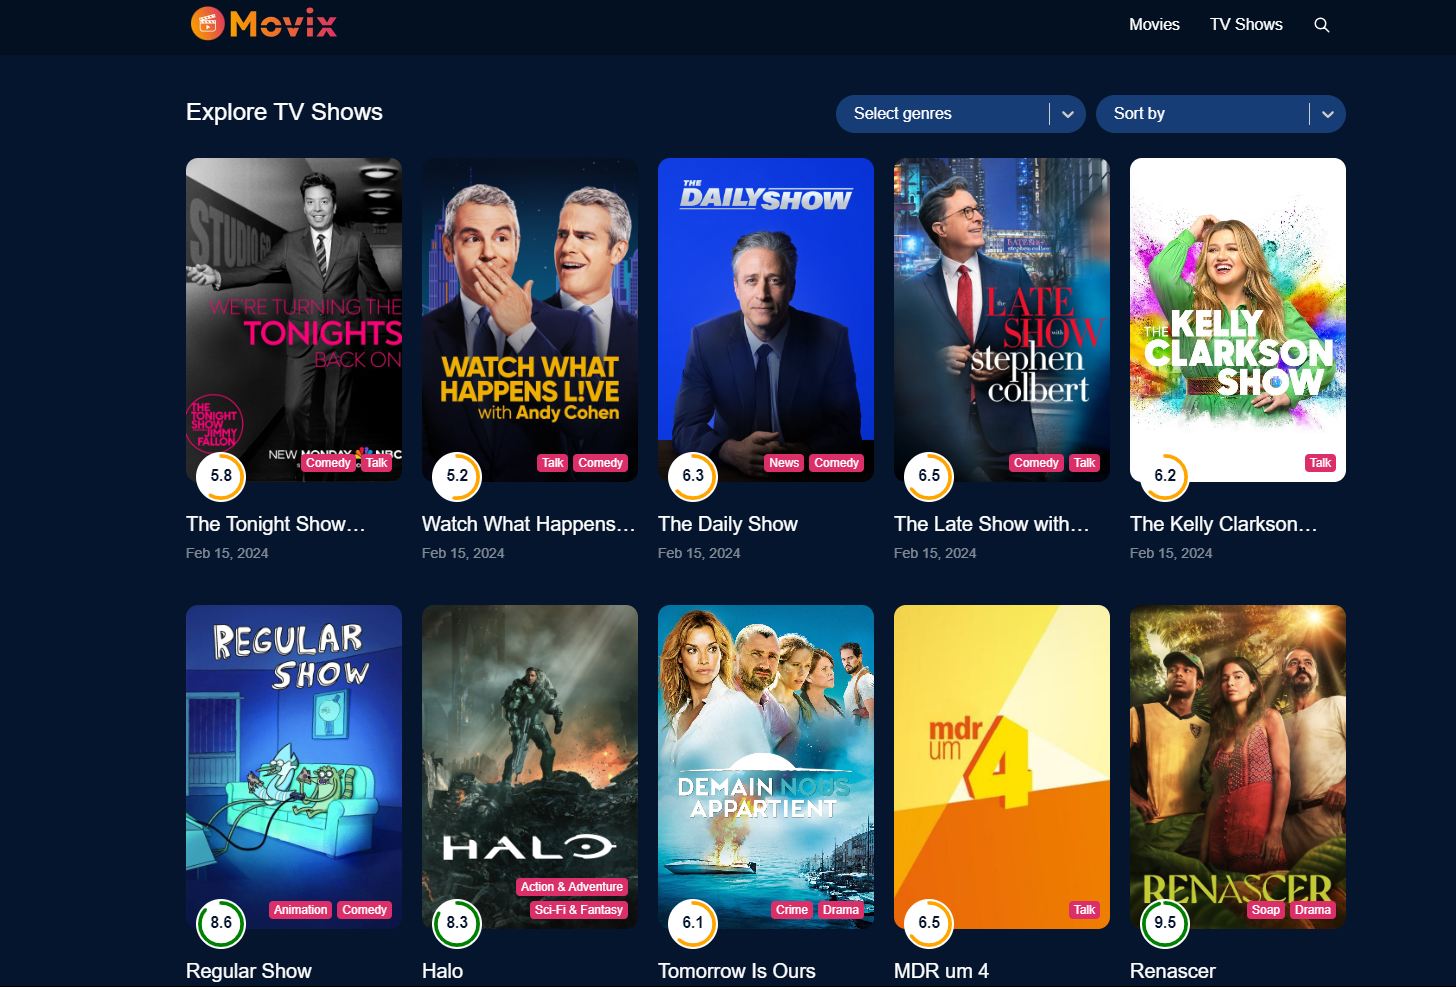 Movix
Movies
TV Shows
Explore TV Shows
Select genres
Sort by
STUDIO 6B
WE'RE TURNING THE
TONIGHTS
BACK ON
THE
TONIGHT
SHOW
JIMMY
FALLON
NEW MONDAY NBC
Comedy Talk
5.8
The Tonight Show...
Feb 15, 2024
WATCH WHAT
HAPPENS L!VE
with Andy Cohen
Talk Comedy
5.2
Watch What Happens...
Feb 15, 2024
THE
DAILYSHOW
News Comedy
6.3
The Daily Show
Feb 15, 2024
LATE SHOW
stephen colbert
the
LATE
SHOW
with
stephen
colbert
Comedy Talk
6.5
The Late Show with...
Feb 15, 2024
THE KELLY
CLARKSON
SHOW
Talk
6.2
The Kelly Clarkson...
Feb 15, 2024
REGULAR
SHOW
Animation Comedy
8.6
Regular Show
HALO
Action & Adventure
Sci-Fi & Fantasy
8.3
Halo
DEMAIN NOUS
APPARTIENT
Crime Drama
6.1
Tomorrow Is Ours
mdr
um 4
Talk
6.5
MDR um 4
RENASCER
Soap Drama
9.5
Renascer